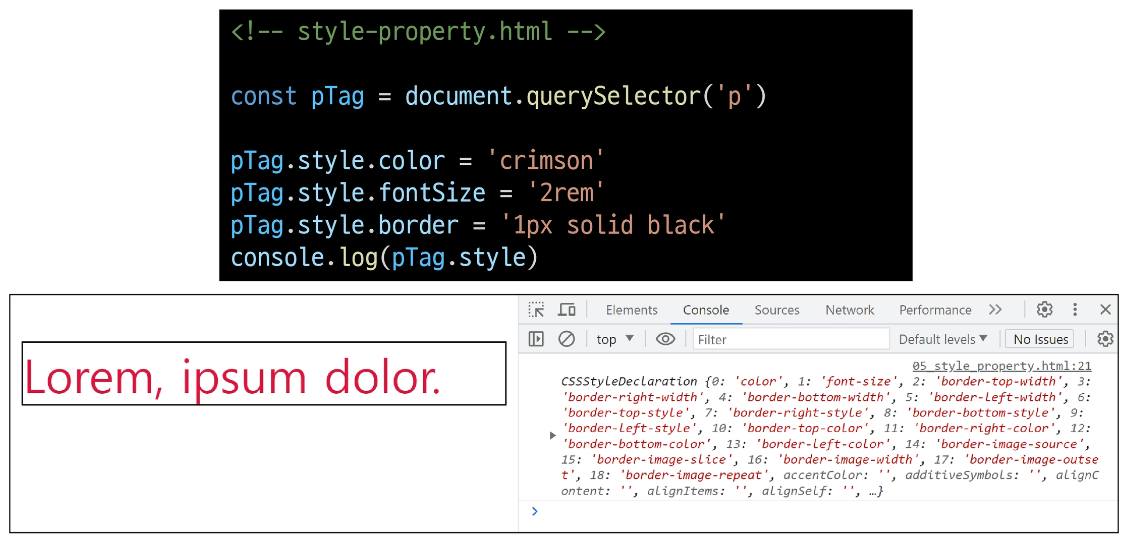 <!-- style-property.html -->
const pTag = document.querySelector('p')
pTag.style.color = 'crimson'
pTag.style.fontSize = '2rem'
pTag.style.border = '1px solid black'
console.log(pTag.style)
Lorem, ipsum dolor.
Elements Console Sources Network Performance
top Filter Default levels No Issues
05_style_property.html:21
CSSStyleDeclaration {0: 'color', 1: 'font-size', 2: 'border-top-width', 3:
'border-right-width', 4: 'border-bottom-width', 5: 'border-left-width', 6:
'border-top-style', 7: 'border-right-style', 8: 'border-bottom-style', 9:
'border-left-style', 10: 'border-top-color', 11: 'border-right-color', 12:
'border-bottom-color', 13: 'border-left-color', 14: 'border-image-source',
15: 'border-image-slice', 16: 'border-image-width', 17: 'border-image-outse
t', 18: 'border-image-repeat', accentColor: '', additiveSymbols: '', alignC
ontent: '', alignItems: '', alignSelf: '', …}